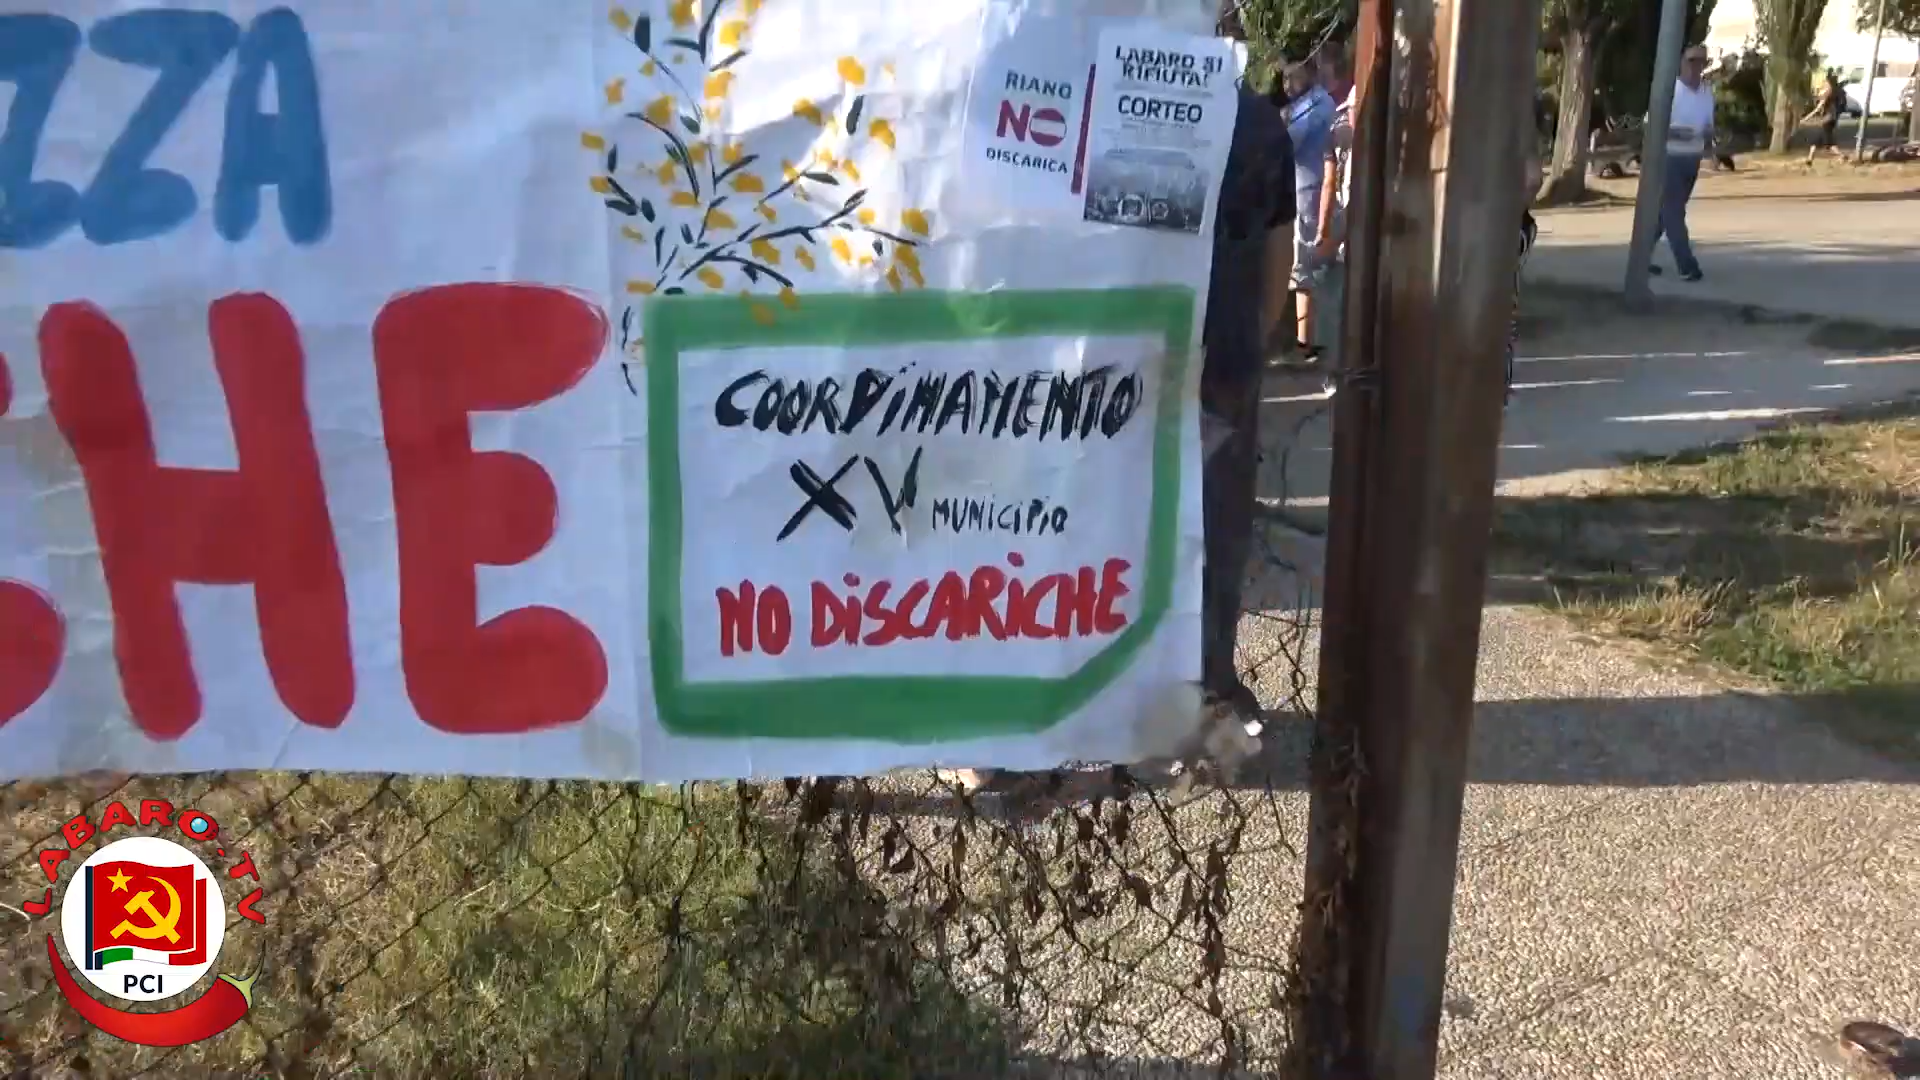 ZZA
HE
RIANO
NO
DISCARICA
LABARO SI
RIFIUTA!
CORTEO
COORDINAMENTO
XV MUNICIPIO
NO DISCARICHE
LABARO.TV
PCI